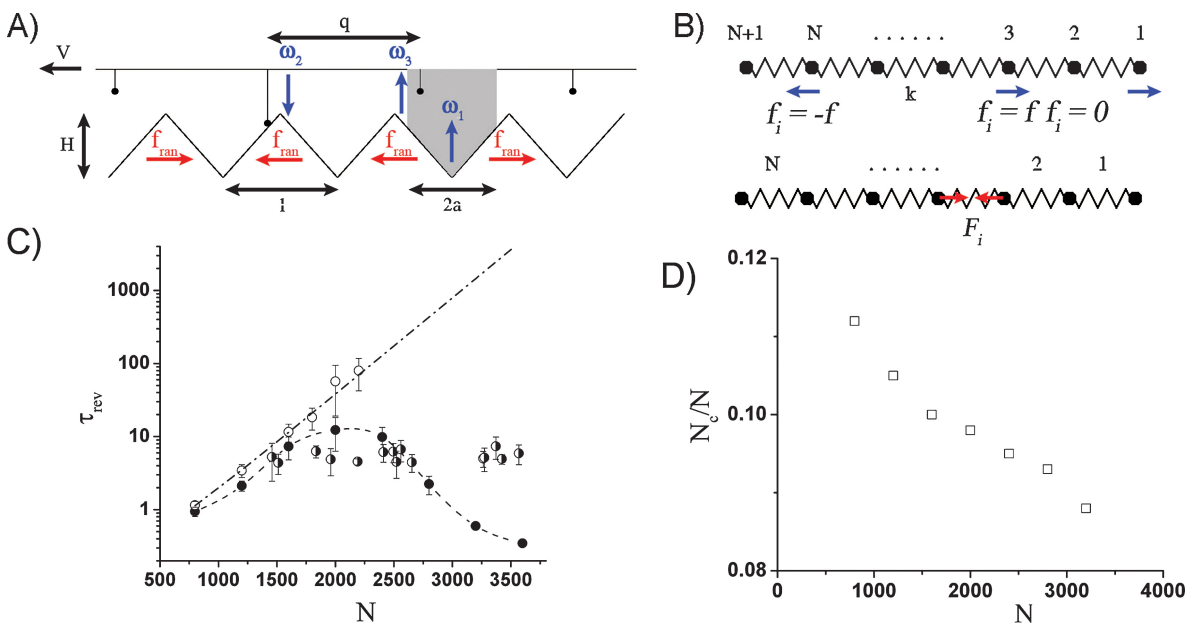 A)
V
q
ω2
ω3
ω1
H
fran
fran
fran
fran
l
2a
B)
N+1 N ...... 3 2 1
k
fi = -f fi = f fi = 0
N ...... 2 1
Fi
C)
τrev
1000
100
10
1
500 1000 1500 2000 2500 3000 3500
N
D)
Nc/N
0.12
0.10
0.08
0 1000 2000 3000 4000
N